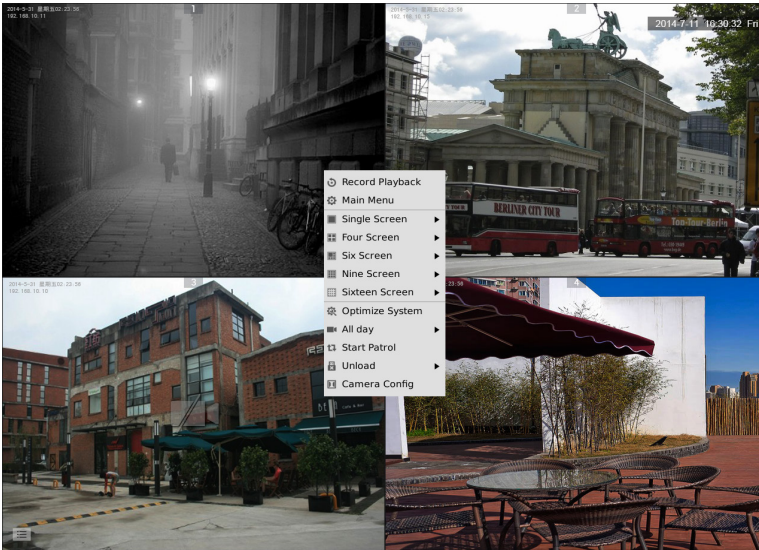 2014-5-31 星期五02.23.58
192.168.10.11
1
2014-5-31 星期五02.23.58
192.168.10.15
2
2014-7-11 10:30:32 Fri
BERLINER CITY TOUR
Top-Tour-Berlin
Record Playback
Main Menu
Single Screen
Four Screen
Six Screen
Nine Screen
Sixteen Screen
Optimize System
All day
Start Patrol
Unload
Camera Config
2014-5-31 星期五02.23.58
192.168.10.10
3
23.58
4